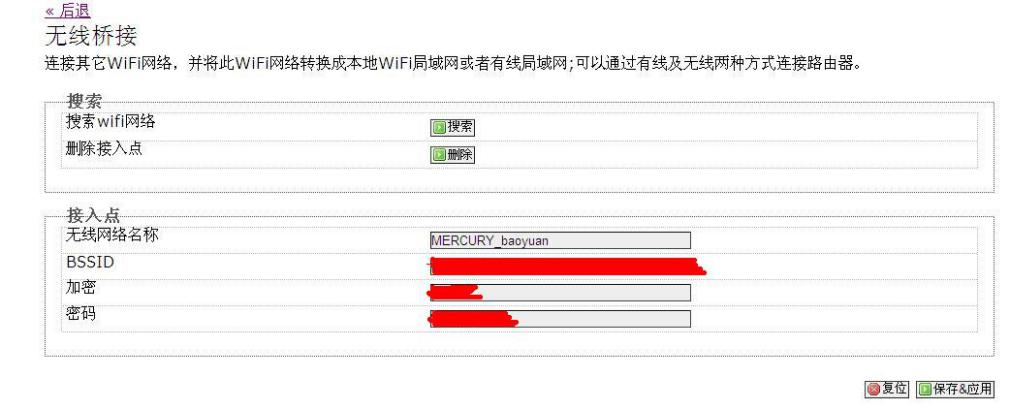 « 后退
无线桥接
连接其它WiFi网络，并将此WiFi网络转换成本地WiFi局域网或者有线局域网;可以通过有线及无线两种方式连接路由器。
搜索
搜索wifi网络 搜索
删除接入点 删除
接入点
无线网络名称 MERCURY_baoyuan
BSSID
加密
密码
复位 保存&应用